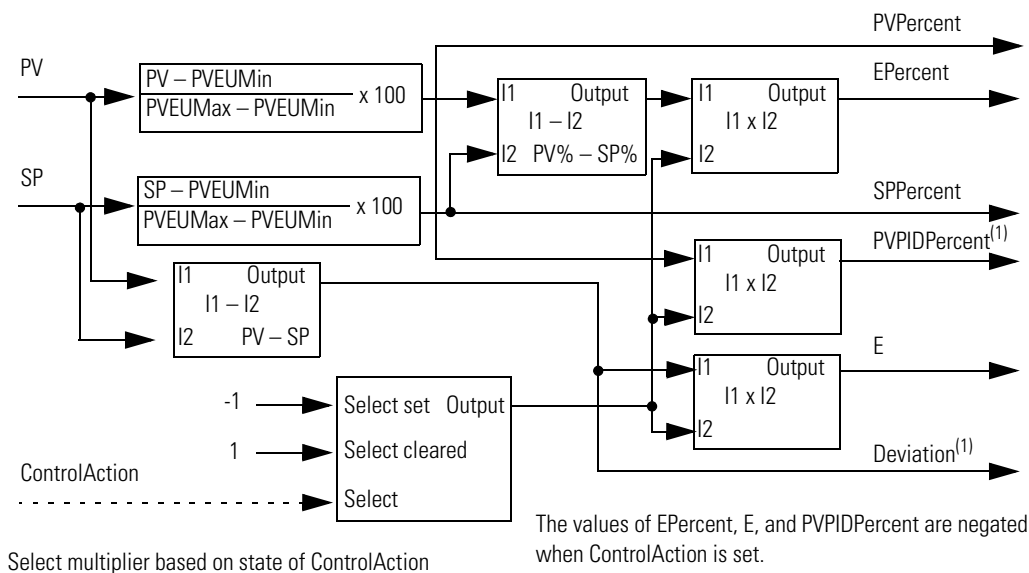 PVPercent
PV
PV – PVEUMin
PVEUMax – PVEUMin
x 100
I1 Output
I1 – I2
I2 PV% – SP%
I1 Output
I1 x I2
I2
EPercent
SP
SP – PVEUMin
PVEUMax – PVEUMin
x 100
SPPercent
I1 Output
I1 – I2
I2 PV – SP
I1 Output
I1 x I2
I2
PVPIDPercent(1)
I1 Output
I1 x I2
I2
E
-1
Select set Output
1
Select cleared
ControlAction
Select
Deviation(1)
The values of EPercent, E, and PVPIDPercent are negated
when ControlAction is set.
Select multiplier based on state of ControlAction